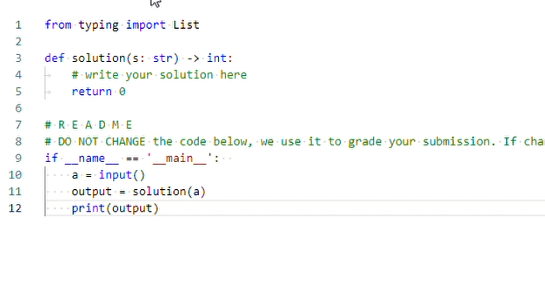 1 from typing import List
2
3 def solution(s: str) -> int:
4 # write your solution here
5 return 0
6
7 # R E A D M E
8 # DO NOT CHANGE the code below, we use it to grade your submission. If cha
9 if __name__ == '__main__':
10 a = input()
11 output = solution(a)
12 print(output)